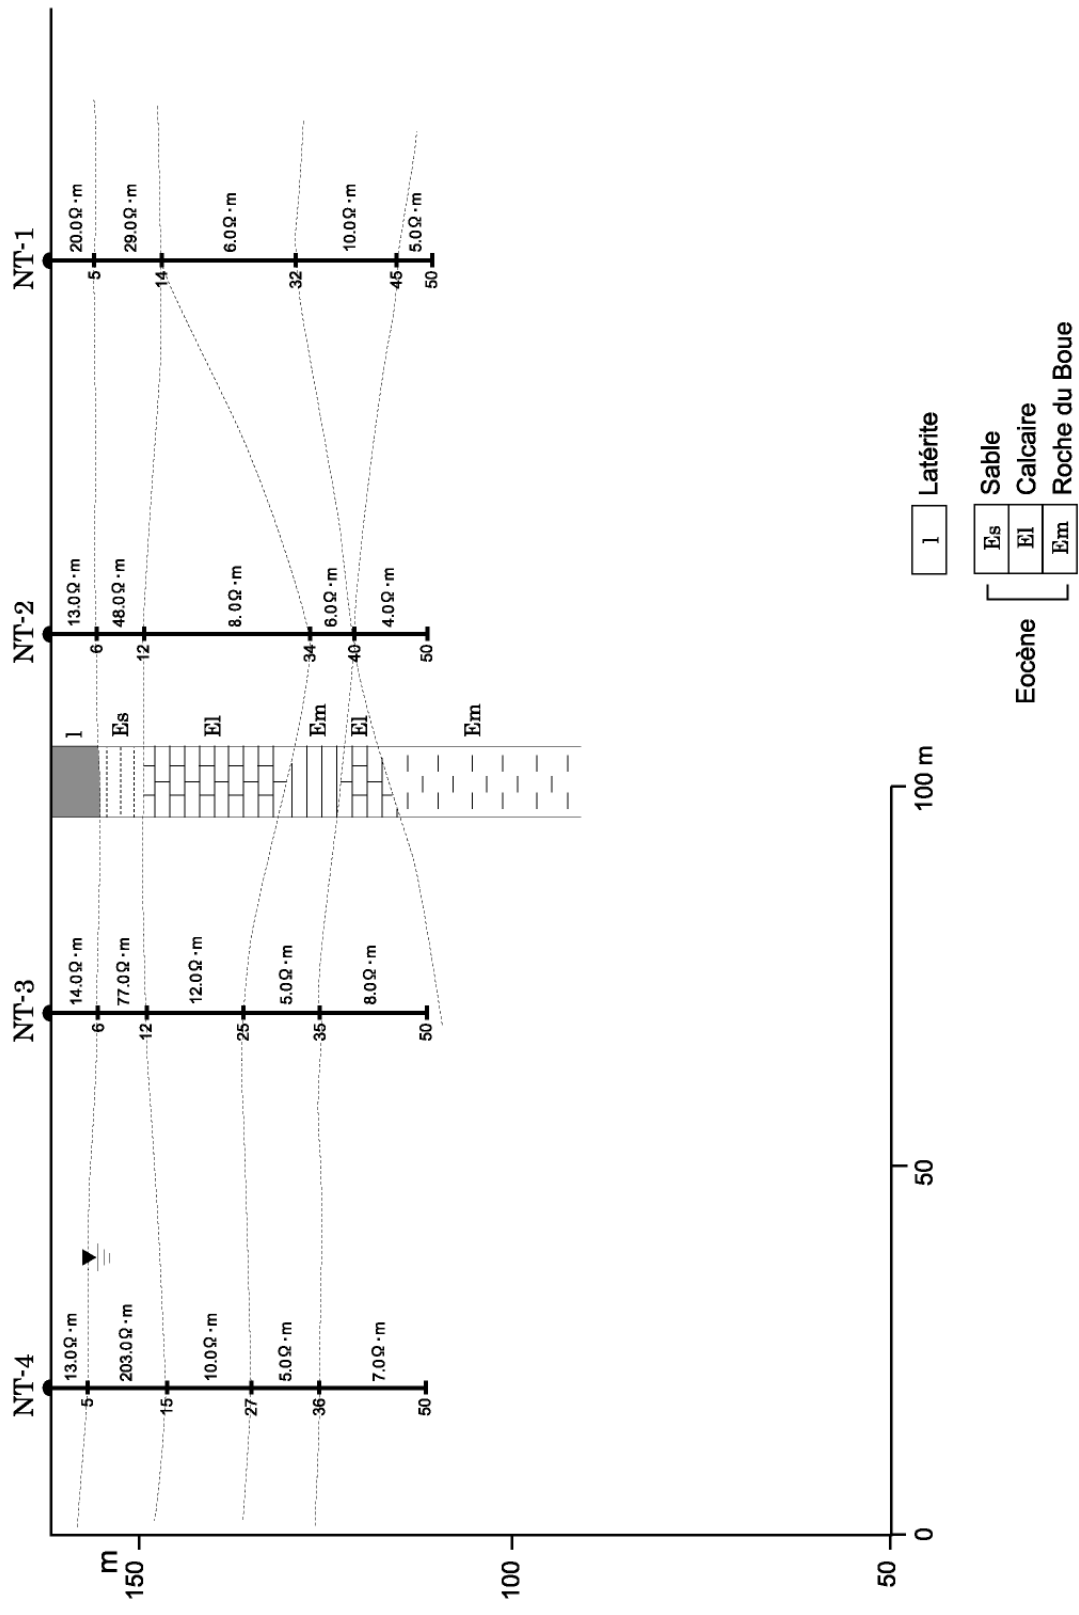 NT-4
NT-3
NT-2
NT-1
13.0Ω·m
203.0Ω·m
10.0Ω·m
5.0Ω·m
7.0Ω·m
5
15
27
36
50
14.0Ω·m
77.0Ω·m
12.0Ω·m
5.0Ω·m
8.0Ω·m
6
12
25
35
50
l
Es
El
Em
El
Em
13.0Ω·m
48.0Ω·m
8.0Ω·m
6.0Ω·m
4.0Ω·m
6
12
34
40
50
20.0Ω·m
29.0Ω·m
6.0Ω·m
10.0Ω·m
5.0Ω·m
5
14
32
45
50
m
150
100
50
0
50
100 m
l Latérite
Eocène
Es Sable
El Calcaire
Em Roche du Boue